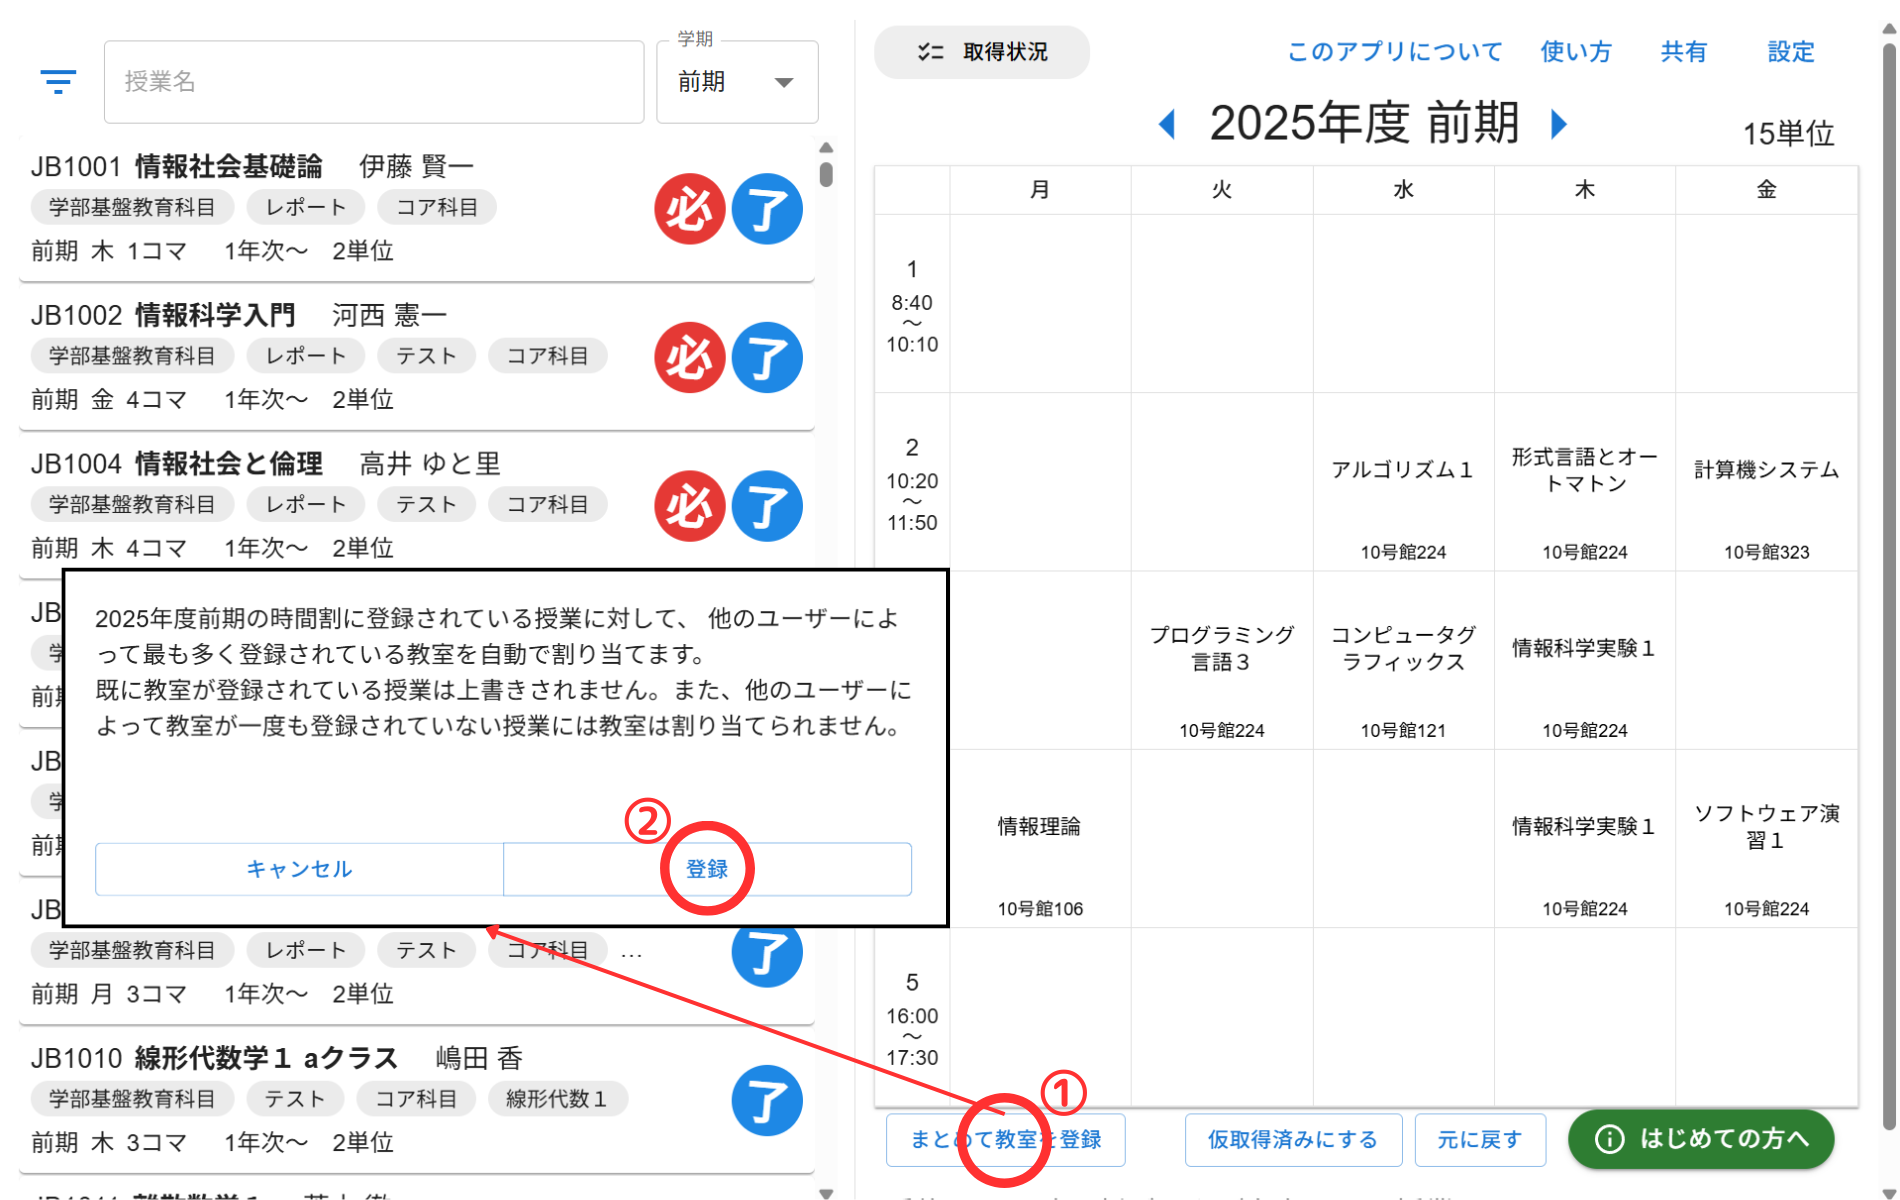 授業名
学期
前期
JB1001 情報社会基礎論 伊藤 賢一
学部基盤教育科目 レポート コア科目
前期 木 1コマ 1年次～ 2単位
必 了
JB1002 情報科学入門 河西 憲一
学部基盤教育科目 レポート テスト コア科目
前期 金 4コマ 1年次～ 2単位
必 了
JB1004 情報社会と倫理 高井 ゆと里
学部基盤教育科目 レポート テスト コア科目
前期 木 4コマ 1年次～ 2単位
必 了
JB
学
前期
JB
学
前期
2025年度前期の時間割に登録されている授業に対して、 他のユーザーによ
って最も多く登録されている教室を自動で割り当てます。
既に教室が登録されている授業は上書きされません。また、他のユーザーに
よって教室が一度も登録されていない授業には教室は割り当てられません。
②
キャンセル
登録
JB
学部基盤教育科目 レポート テスト コア科目 …
前期 月 3コマ 1年次～ 2単位
了
JB1010 線形代数学１ aクラス 嶋田 香
学部基盤教育科目 テスト コア科目 線形代数１
前期 木 3コマ 1年次～ 2単位
了
取得状況
このアプリについて 使い方 共有 設定
2025年度 前期
15単位
月 火 水 木 金
1
8:40
～
10:10
2
10:20
～
11:50
アルゴリズム１
10号館224
形式言語とオー
トマトン
10号館224
計算機システム
10号館323
プログラミング
言語３
10号館224
コンピュータグ
ラフィックス
10号館121
情報科学実験１
10号館224
情報理論
10号館106
情報科学実験１
10号館224
ソフトウェア演
習１
10号館224
5
16:00
～
17:30
①
まとめて教室を登録
仮取得済みにする
元に戻す
はじめての方へ